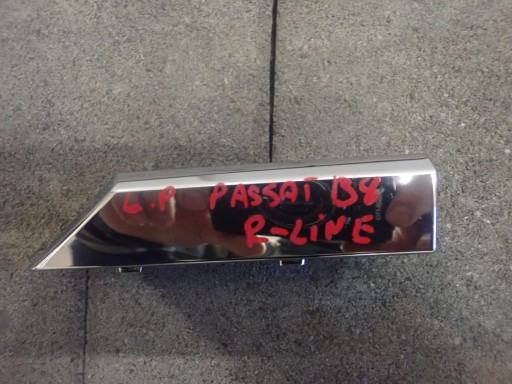 L.P PASSAT B8
R-LINE